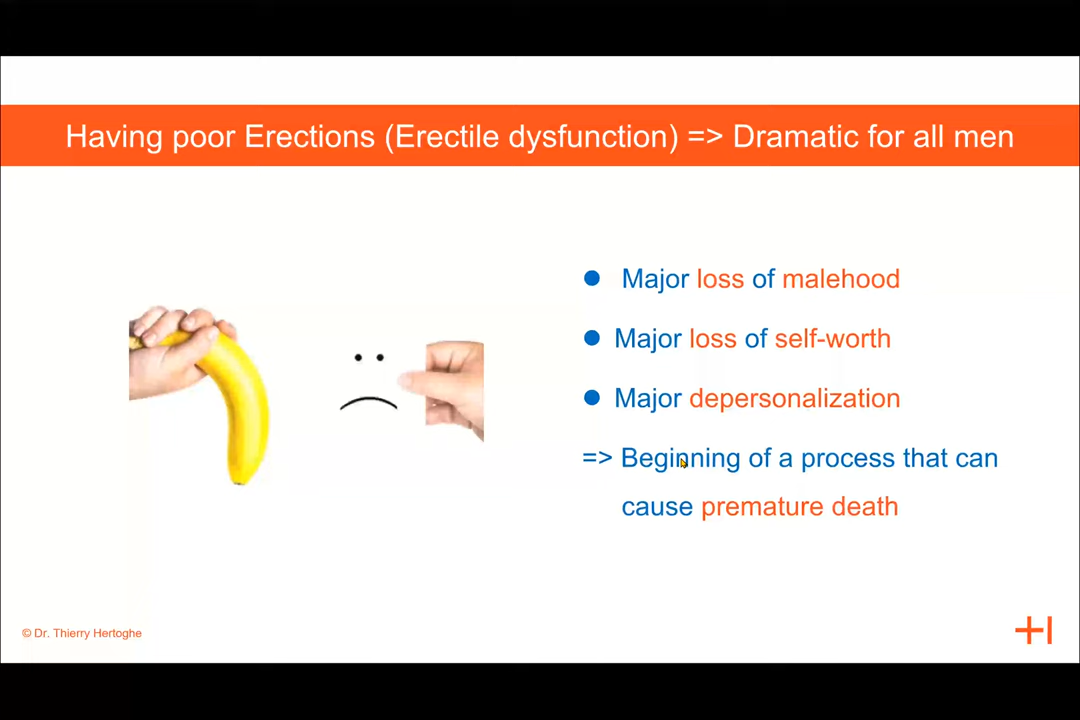 Having poor Erections (Erectile dysfunction) => Dramatic for all men
● Major loss of malehood
● Major loss of self-worth
● Major depersonalization
=> Beginning of a process that can
cause premature death
© Dr. Thierry Hertoghe